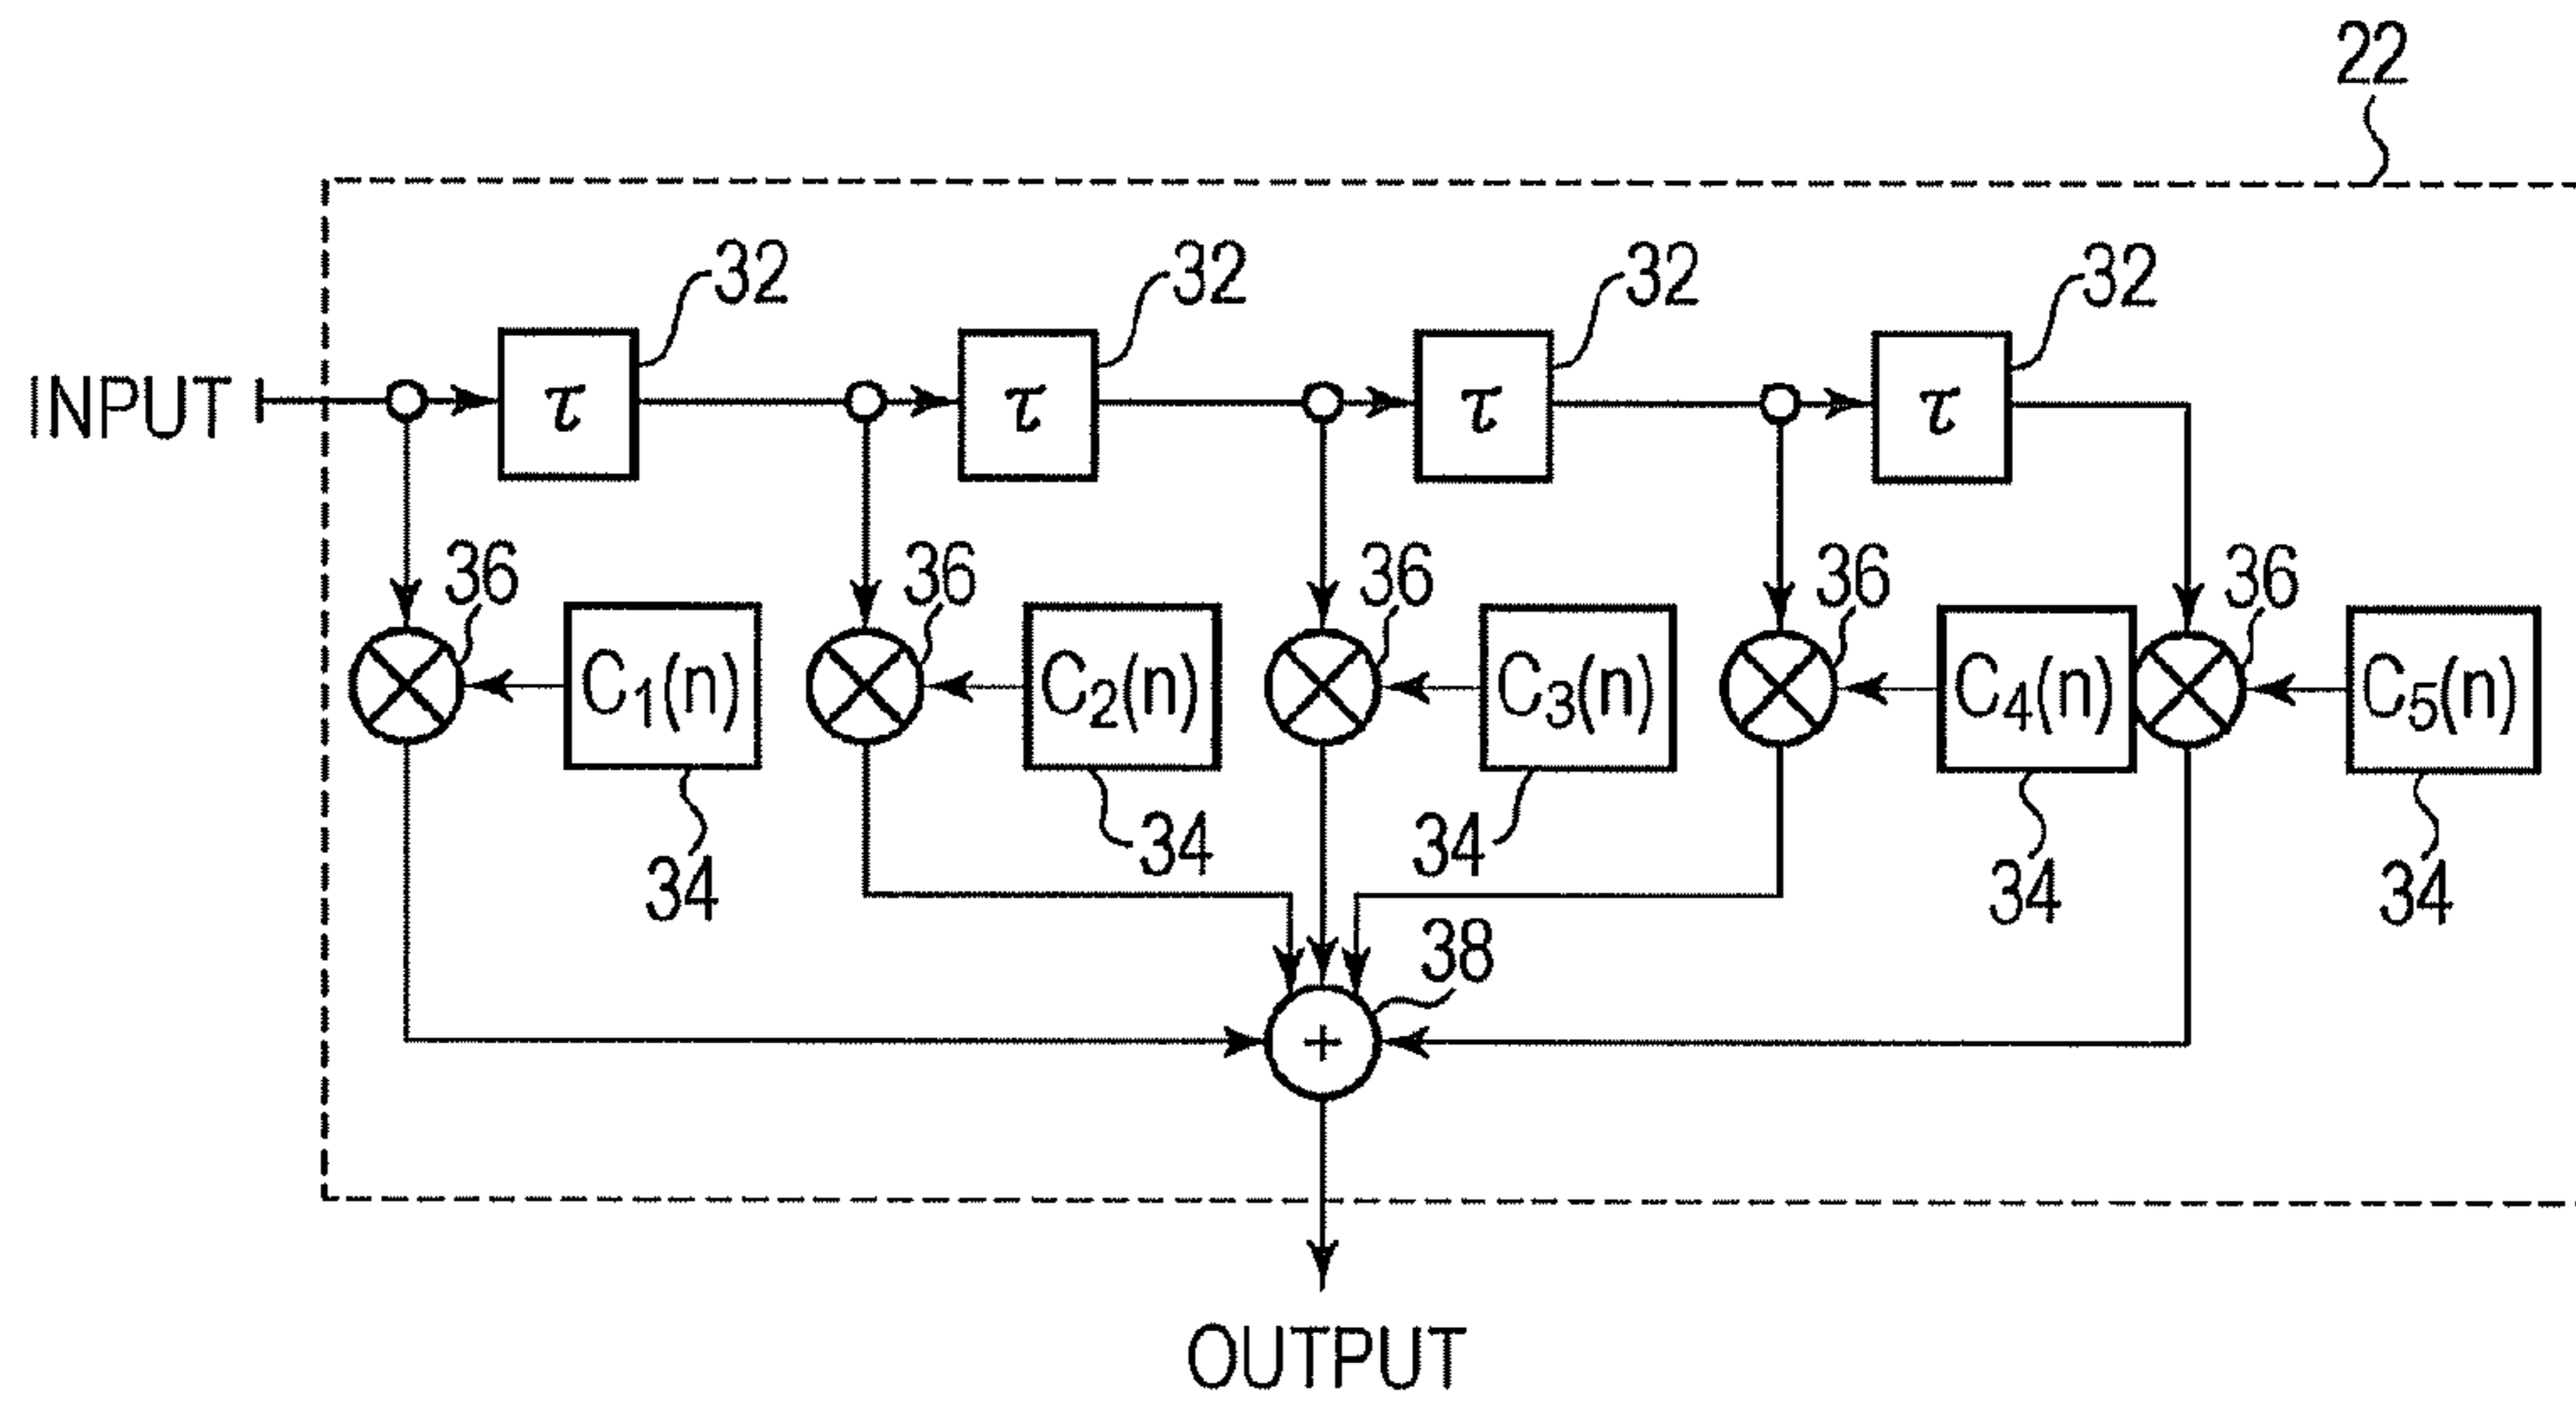 22
32 32 32 32
INPUT τ τ τ τ
36 36 36 36 36
C1(n) C2(n) C3(n) C4(n) C5(n)
34 34 34 34 34
38
+
OUTPUT